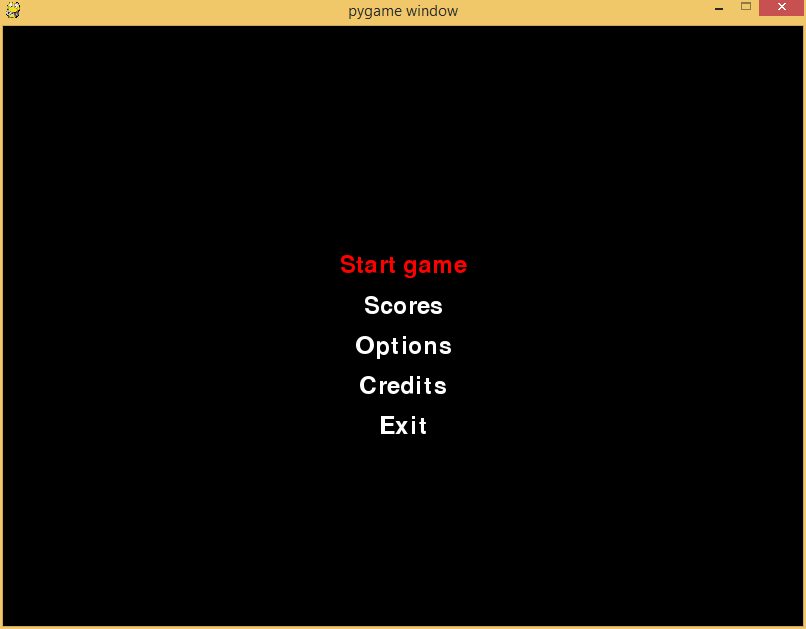 pygame window
Start game
Scores
Options
Credits
Exit